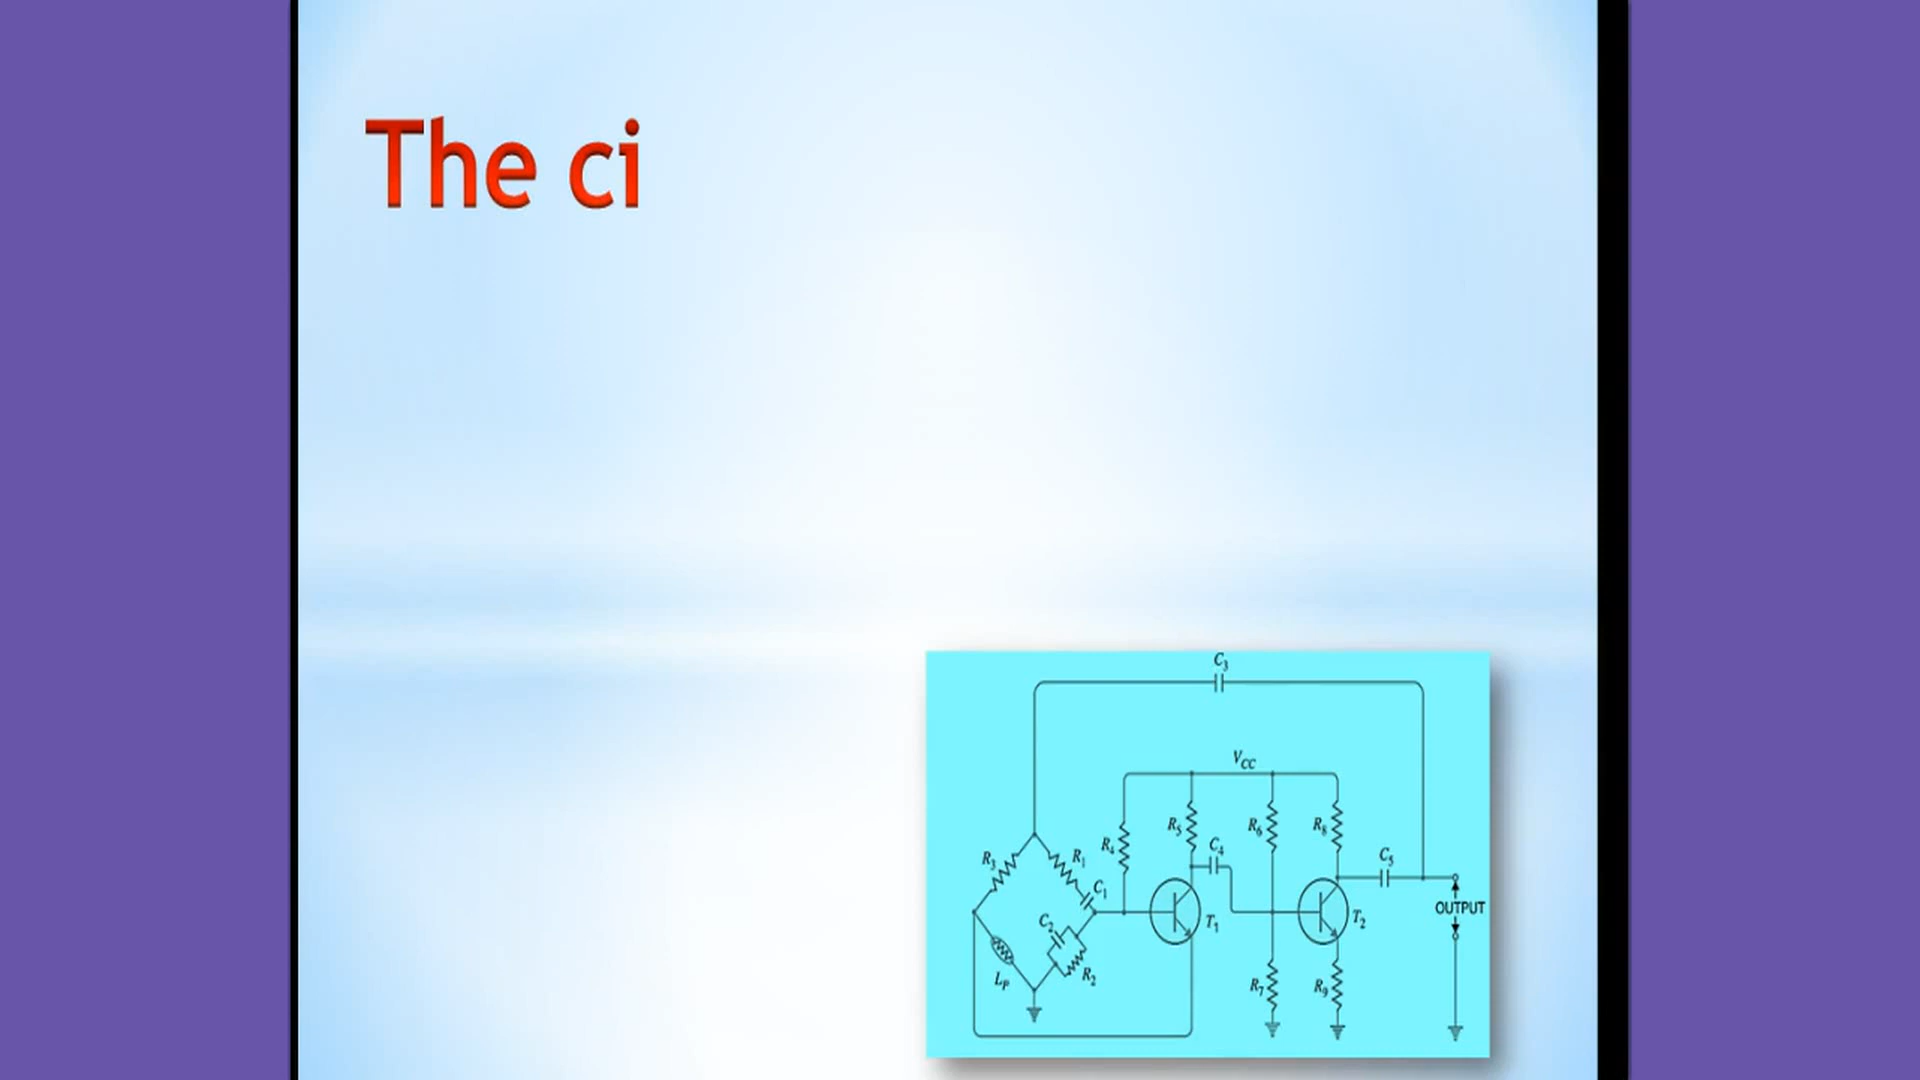 The ci
C3
VCC
R5 R6 R8
R4 C4
R3 R1 C5
C1
OUTPUT
C2 T1 T2
LP R2
R7 R9